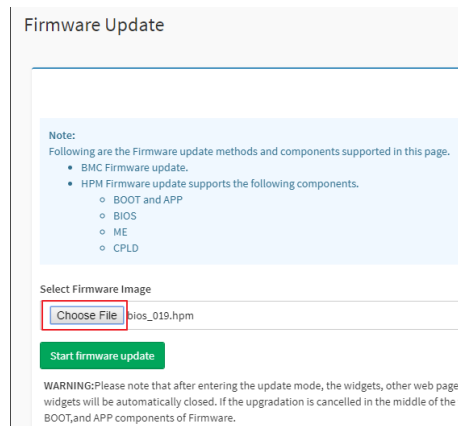 Firmware Update
Note:
Following are the Firmware update methods and components supported in this page.
BMC Firmware update.
HPM Firmware update supports the following components.
BOOT and APP
BIOS
ME
CPLD
Select Firmware Image
Choose File bios_019.hpm
Start firmware update
WARNING:Please note that after entering the update mode, the widgets, other web page
widgets will be automatically closed. If the upgradation is cancelled in the middle of the
BOOT,and APP components of Firmware.